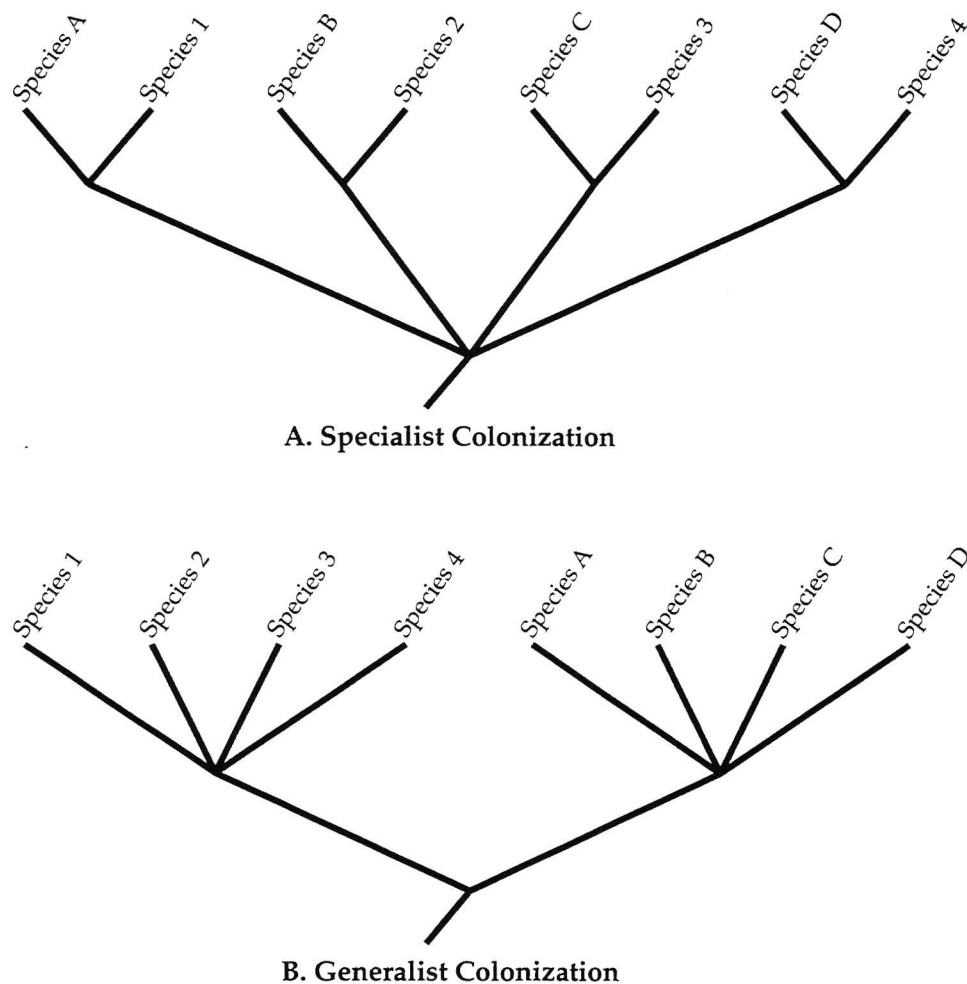 Species A
Species 1
Species B
Species 2
Species C
Species 3
Species D
Species 4
A. Specialist Colonization
Species 1
Species 2
Species 3
Species 4
Species A
Species B
Species C
Species D
B. Generalist Colonization